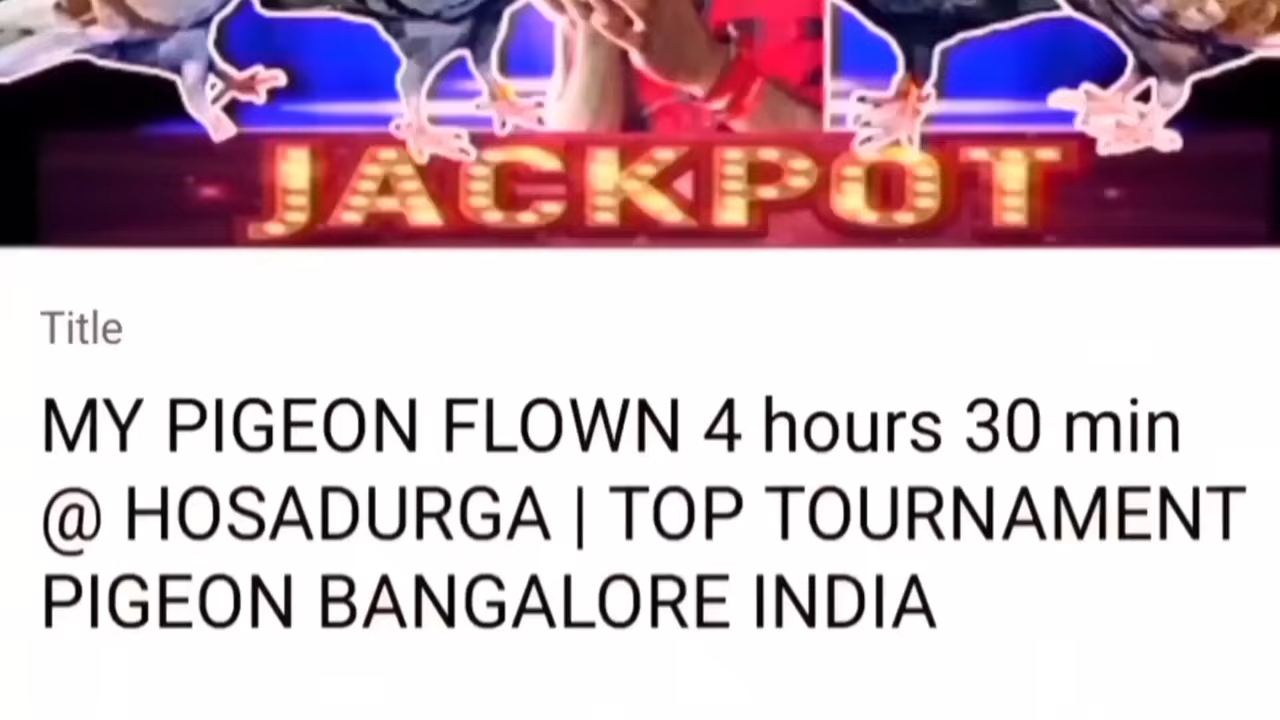 JACKPOT
Title
MY PIGEON FLOWN 4 hours 30 min
@ HOSADURGA | TOP TOURNAMENT
PIGEON BANGALORE INDIA